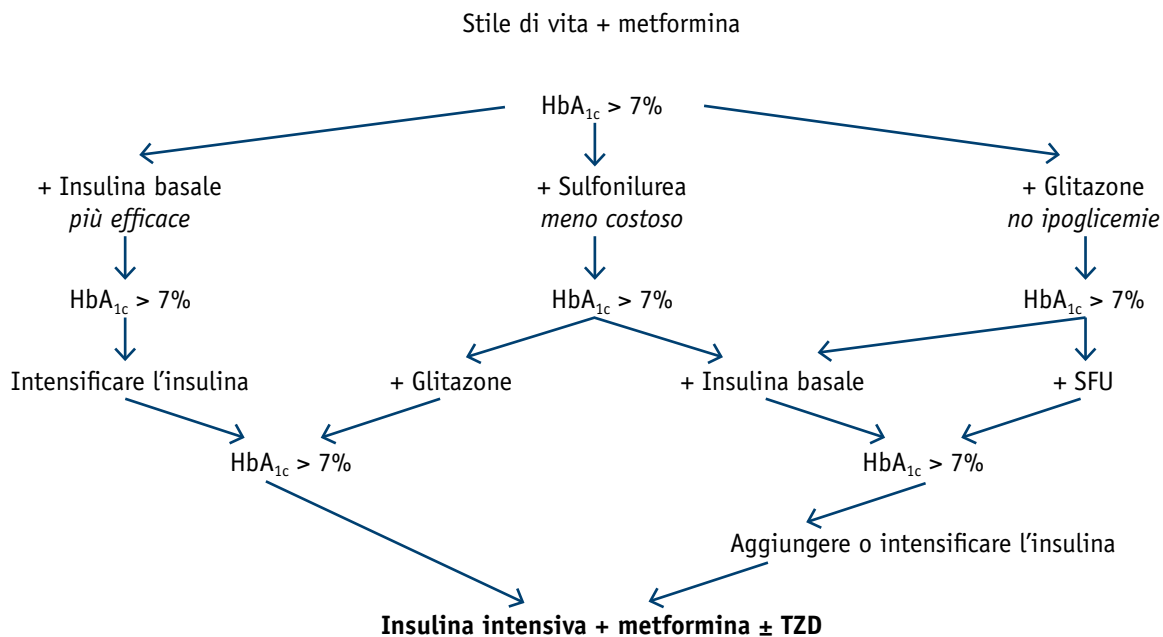 Stile di vita + metformina
HbA1c > 7%
+ Insulina basale
più efficace
+ Sulfonilurea
meno costoso
+ Glitazone
no ipoglicemie
HbA1c > 7%
HbA1c > 7%
HbA1c > 7%
Intensificare l'insulina
+ Glitazone
+ Insulina basale
+ SFU
HbA1c > 7%
HbA1c > 7%
Aggiungere o intensificare l'insulina
Insulina intensiva + metformina ± TZD